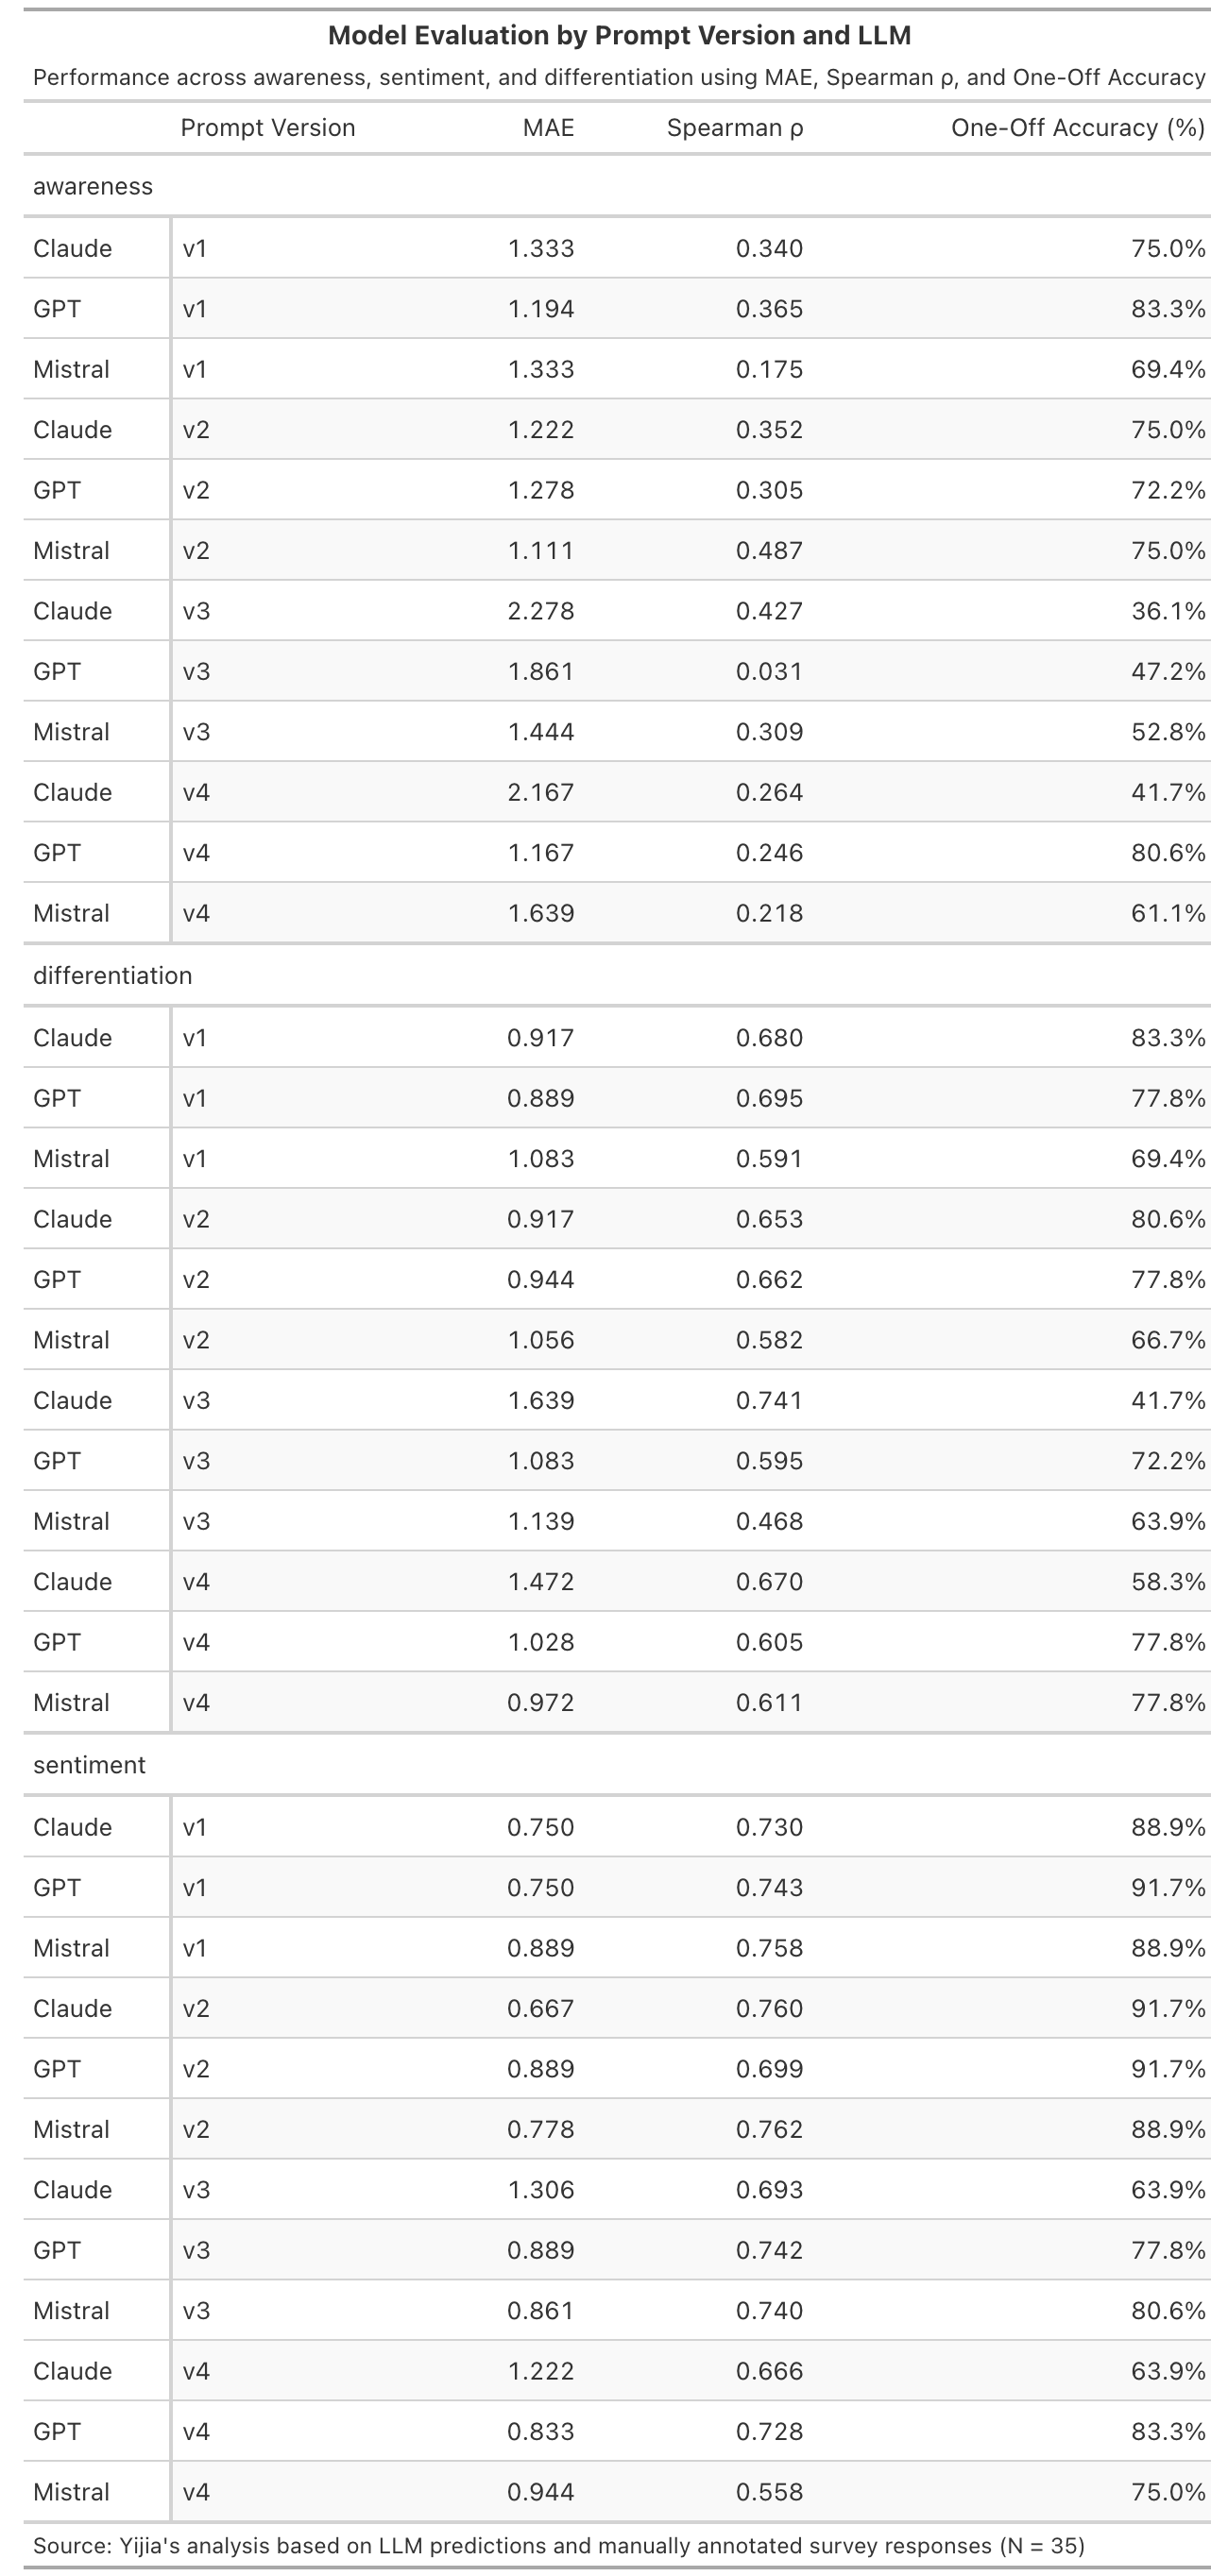 Model Evaluation by Prompt Version and LLM
Performance across awareness, sentiment, and differentiation using MAE, Spearman ρ, and One-Off Accuracy
Prompt Version MAE Spearman ρ One-Off Accuracy (%)
awareness
Claude v1 1.333 0.340 75.0%
GPT v1 1.194 0.365 83.3%
Mistral v1 1.333 0.175 69.4%
Claude v2 1.222 0.352 75.0%
GPT v2 1.278 0.305 72.2%
Mistral v2 1.111 0.487 75.0%
Claude v3 2.278 0.427 36.1%
GPT v3 1.861 0.031 47.2%
Mistral v3 1.444 0.309 52.8%
Claude v4 2.167 0.264 41.7%
GPT v4 1.167 0.246 80.6%
Mistral v4 1.639 0.218 61.1%
differentiation
Claude v1 0.917 0.680 83.3%
GPT v1 0.889 0.695 77.8%
Mistral v1 1.083 0.591 69.4%
Claude v2 0.917 0.653 80.6%
GPT v2 0.944 0.662 77.8%
Mistral v2 1.056 0.582 66.7%
Claude v3 1.639 0.741 41.7%
GPT v3 1.083 0.595 72.2%
Mistral v3 1.139 0.468 63.9%
Claude v4 1.472 0.670 58.3%
GPT v4 1.028 0.605 77.8%
Mistral v4 0.972 0.611 77.8%
sentiment
Claude v1 0.750 0.730 88.9%
GPT v1 0.750 0.743 91.7%
Mistral v1 0.889 0.758 88.9%
Claude v2 0.667 0.760 91.7%
GPT v2 0.889 0.699 91.7%
Mistral v2 0.778 0.762 88.9%
Claude v3 1.306 0.693 63.9%
GPT v3 0.889 0.742 77.8%
Mistral v3 0.861 0.740 80.6%
Claude v4 1.222 0.666 63.9%
GPT v4 0.833 0.728 83.3%
Mistral v4 0.944 0.558 75.0%
Source: Yijia's analysis based on LLM predictions and manually annotated survey responses (N = 35)